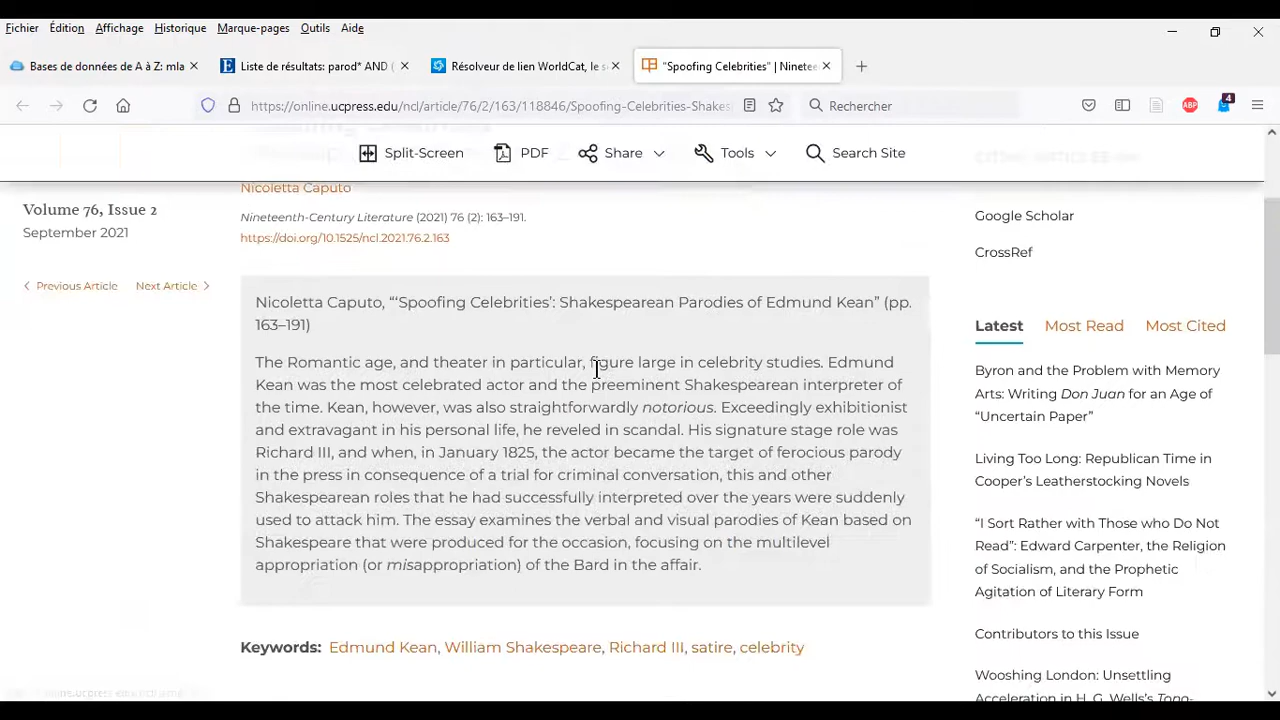 Fichier Édition Affichage Historique Marque-pages Outils Aide
Bases de données de A à Z: mla
Liste de résultats: parod* AND (
Résolveur de lien WorldCat, le s
"Spoofing Celebrities" | Ninetee
https://online.ucpress.edu/ncl/article/76/2/163/118846/Spoofing-Celebrities-Shakes
Rechercher
ABP
4
Split-Screen PDF Share Tools Search Site
Volume 76, Issue 2
September 2021
Previous Article Next Article
Nicoletta Caputo
Nineteenth-Century Literature (2021) 76 (2): 163–191.
https://doi.org/10.1525/ncl.2021.76.2.163
Nicoletta Caputo, “‘Spoofing Celebrities’: Shakespearean Parodies of Edmund Kean” (pp.
163–191)
The Romantic age, and theater in particular, figure large in celebrity studies. Edmund
Kean was the most celebrated actor and the preeminent Shakespearean interpreter of
the time. Kean, however, was also straightforwardly notorious. Exceedingly exhibitionist
and extravagant in his personal life, he reveled in scandal. His signature stage role was
Richard III, and when, in January 1825, the actor became the target of ferocious parody
in the press in consequence of a trial for criminal conversation, this and other
Shakespearean roles that he had successfully interpreted over the years were suddenly
used to attack him. The essay examines the verbal and visual parodies of Kean based on
Shakespeare that were produced for the occasion, focusing on the multilevel
appropriation (or misappropriation) of the Bard in the affair.
Keywords: Edmund Kean, William Shakespeare, Richard III, satire, celebrity
Google Scholar
CrossRef
Latest Most Read Most Cited
Byron and the Problem with Memory
Arts: Writing Don Juan for an Age of
“Uncertain Paper”
Living Too Long: Republican Time in
Cooper’s Leatherstocking Novels
“I Sort Rather with Those who Do Not
Read”: Edward Carpenter, the Religion
of Socialism, and the Prophetic
Agitation of Literary Form
Contributors to this Issue
Wooshing London: Unsettling
Acceleration in H. G. Wells’s Tono-